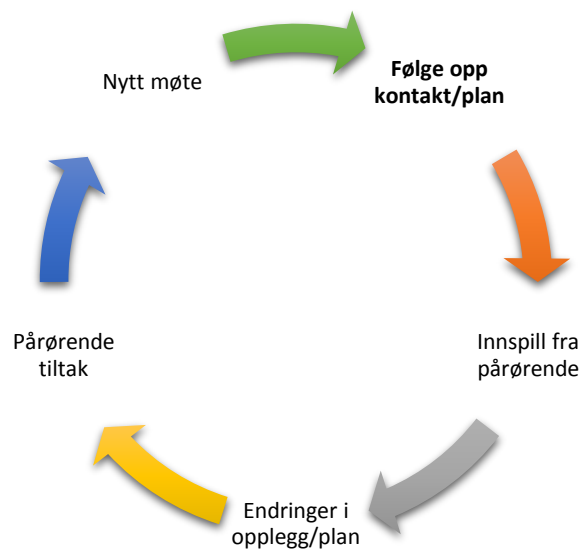 Nytt møte
Følge opp
kontakt/plan
Innspill fra
pårørende
Endringer i
opplegg/plan
Pårørende
tiltak